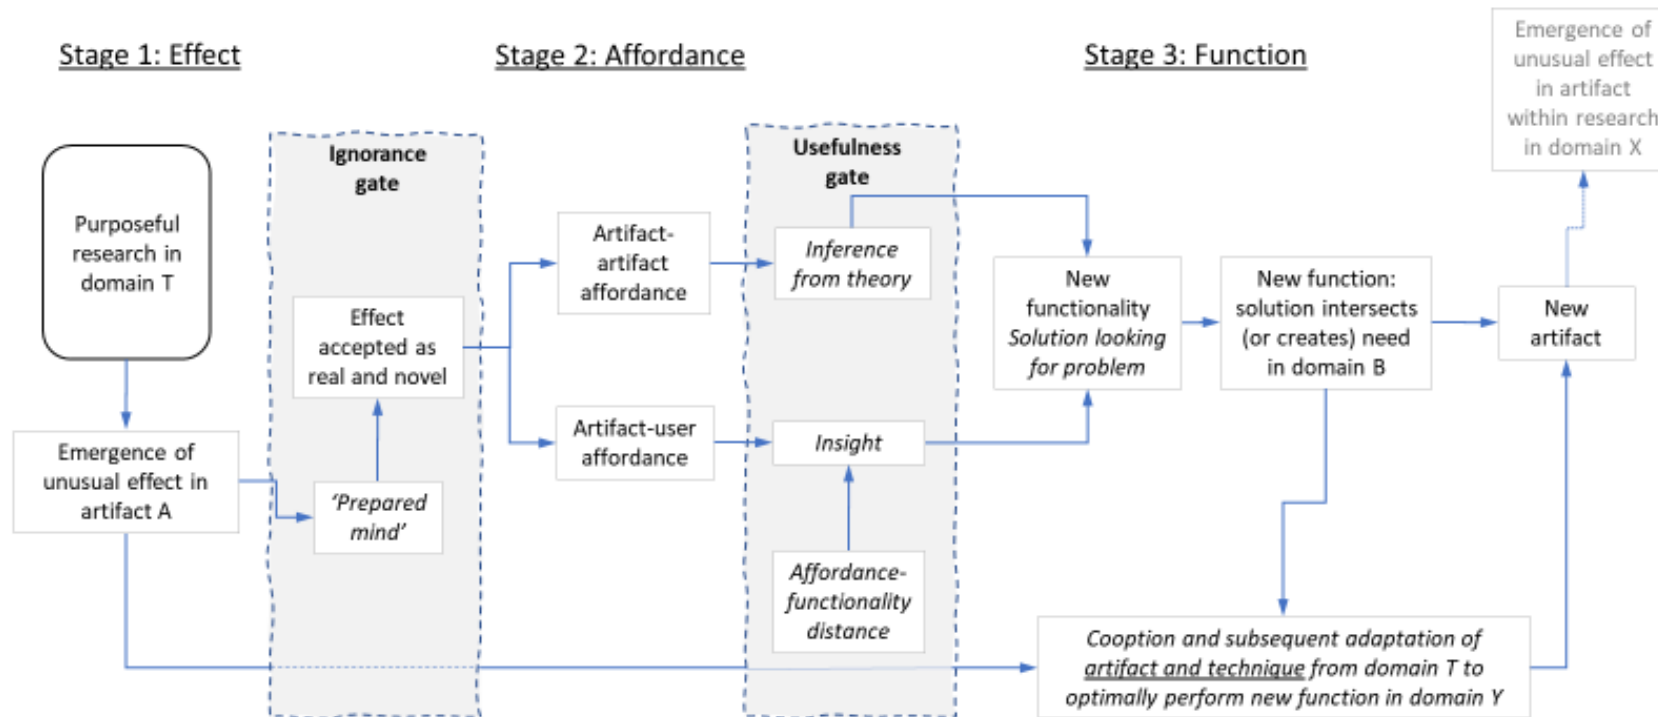 Stage 1: Effect
Stage 2: Affordance
Stage 3: Function
Emergence of
unusual effect
in artifact
within research
in domain X
Purposeful
research in
domain T
Emergence of
unusual effect in
artifact A
Ignorance
gate
Effect
accepted as
real and novel
‘Prepared
mind’
Artifact-
artifact
affordance
Artifact-user
affordance
Usefulness
gate
Inference
from theory
Insight
Affordance-
functionality
distance
New
functionality
Solution looking
for problem
New function:
solution intersects
(or creates) need
in domain B
New
artifact
Cooption and subsequent adaptation of
artifact and technique from domain T to
optimally perform new function in domain Y